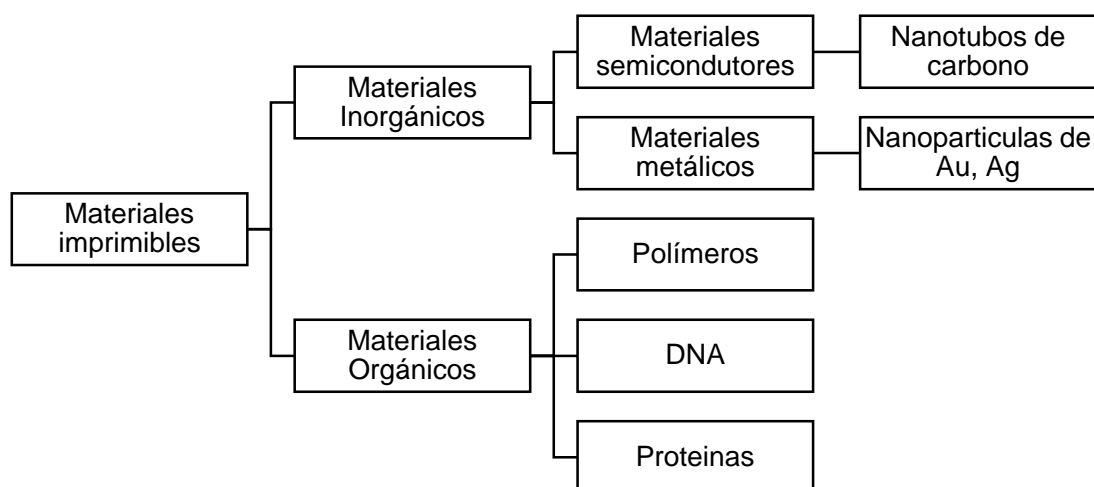 Materiales
imprimibles
Materiales
Inorgánicos
Materiales
semicondutores
Nanotubos de
carbono
Materiales
metálicos
Nanoparticulas de
Au, Ag
Materiales
Orgánicos
Polímeros
DNA
Proteinas